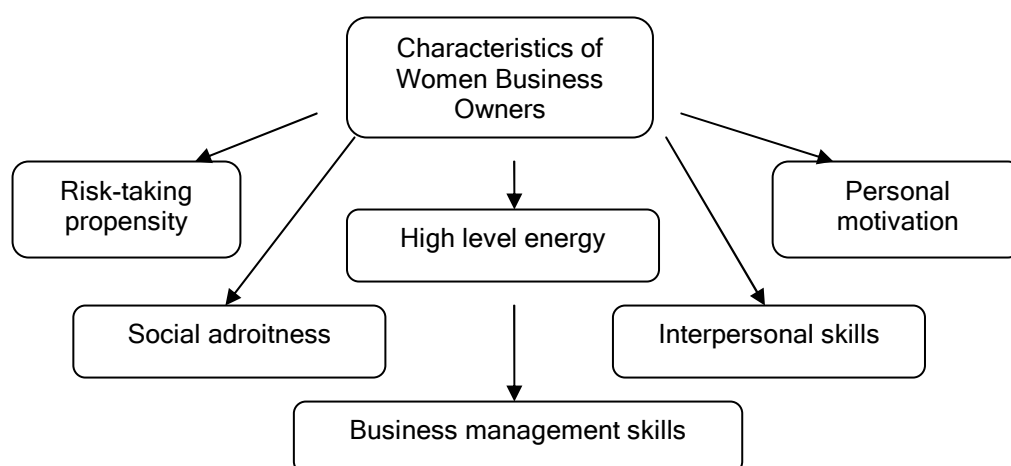 Characteristics of
Women Business
Owners
Risk-taking
propensity
Personal
motivation
High level energy
Social adroitness
Interpersonal skills
Business management skills